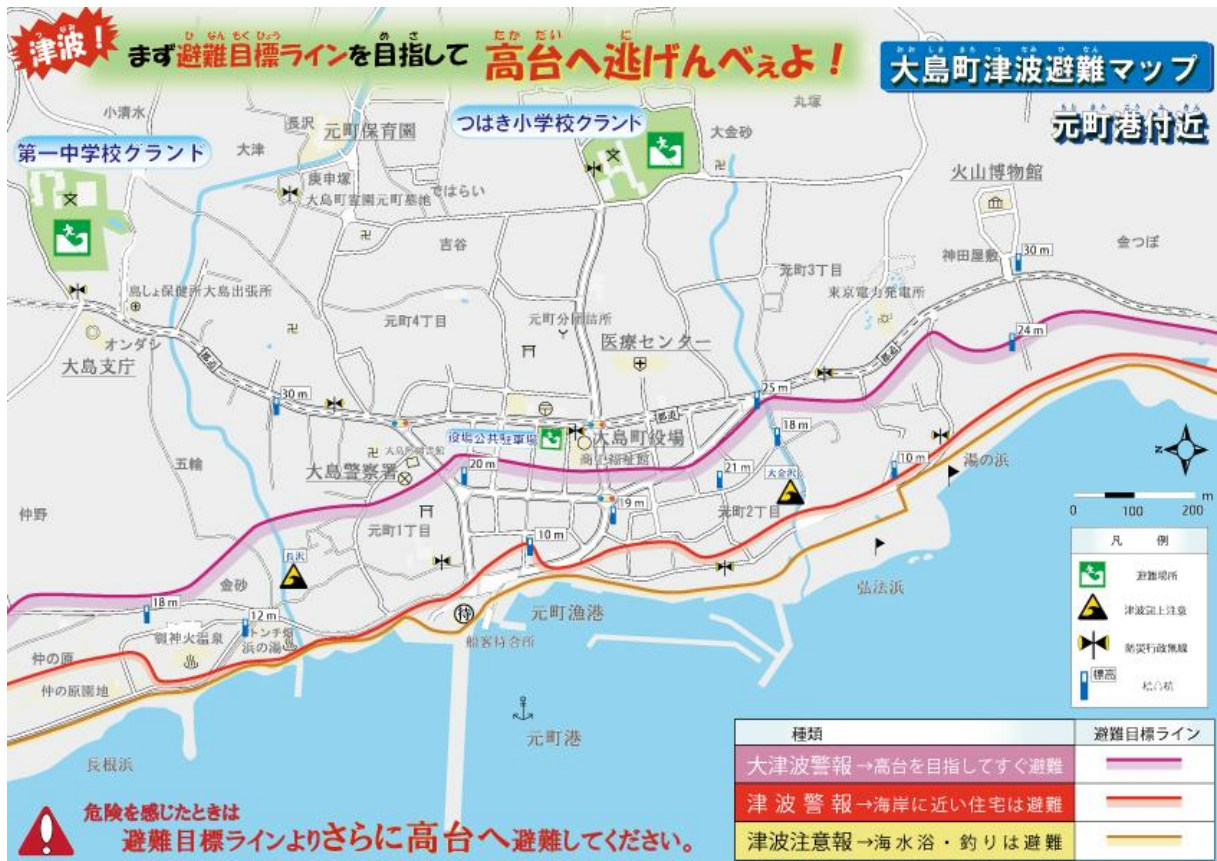 津波!
まず避難目標ラインを目指して 高台へ逃げんべぇよ!
大島町津波避難マップ
元町港付近
小清水
長沢
元町保育園
つばき小学校グランド
丸塚
大金砂
第一中学校グランド
大津
庚申塚
大島町霊園元町墓地
ではらい
火山博物館
吉谷
神田屋敷
金つぼ
30 m
元町3丁目
東京電力発電所
島しょ保健所大島出張所
元町4丁目
元町分団詰所
医療センター
オンダシ
大島支庁
都道
24 m
30 m
25 m
都道
役場公共駐車場
大島町役場
18 m
五輪
大島警察署
20 m
21 m
大金沢
10 m
湯の浜
仲野
元町1丁目
19 m
元町2丁目
長沢
10 m
金砂
18 m
12 m
御神火温泉
トンチ畑
浜の湯
仲の原
仲の原園地
待
船客待合所
元町漁港
弘法浜
元町港
長根浜
N
0 100 200 m
凡 例
避難場所
津波遡上注意
防災行政無線
標高
種類 避難目標ライン
大津波警報→高台を目指してすぐ避難
津波警報→海岸に近い住宅は避難
津波注意報→海水浴・釣りは避難
危険を感じたときは
避難目標ラインよりさらに高台へ避難してください。